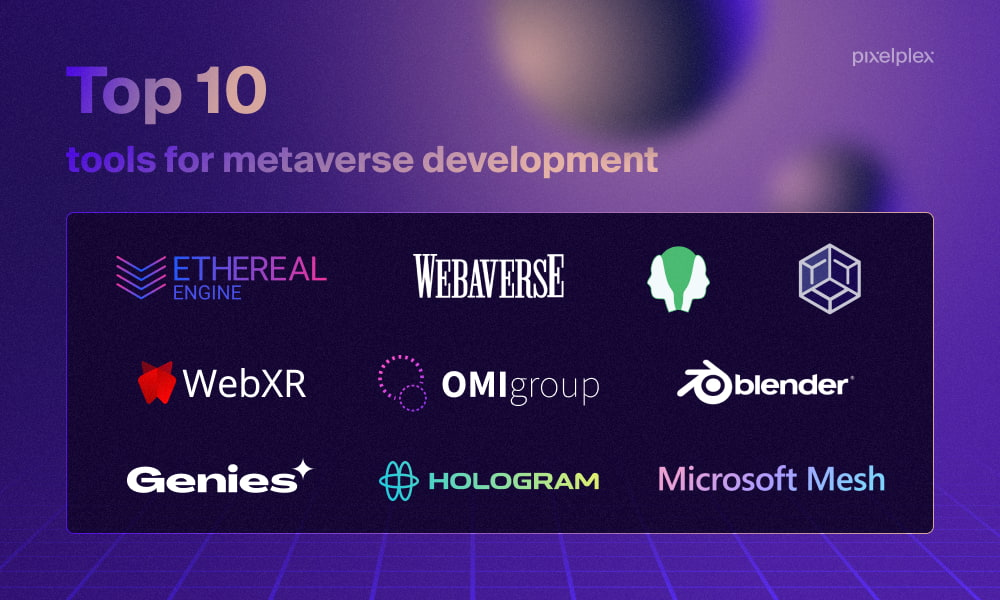 pixelplex
Top 10
tools for metaverse development
ETHEREAL
ENGINE
WEBAVERSE
WebXR
OMIgroup
blender
Genies
HOLOGRAM
Microsoft Mesh